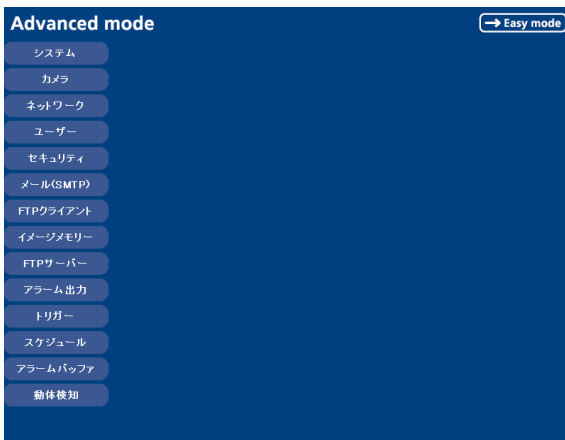 Advanced mode
→ Easy mode
システム
カメラ
ネットワーク
ユーザー
セキュリティ
メール(SMTP)
FTPクライアント
イメージメモリー
FTPサーバー
アラーム出力
トリガー
スケジュール
アラームバッファ
動体検知